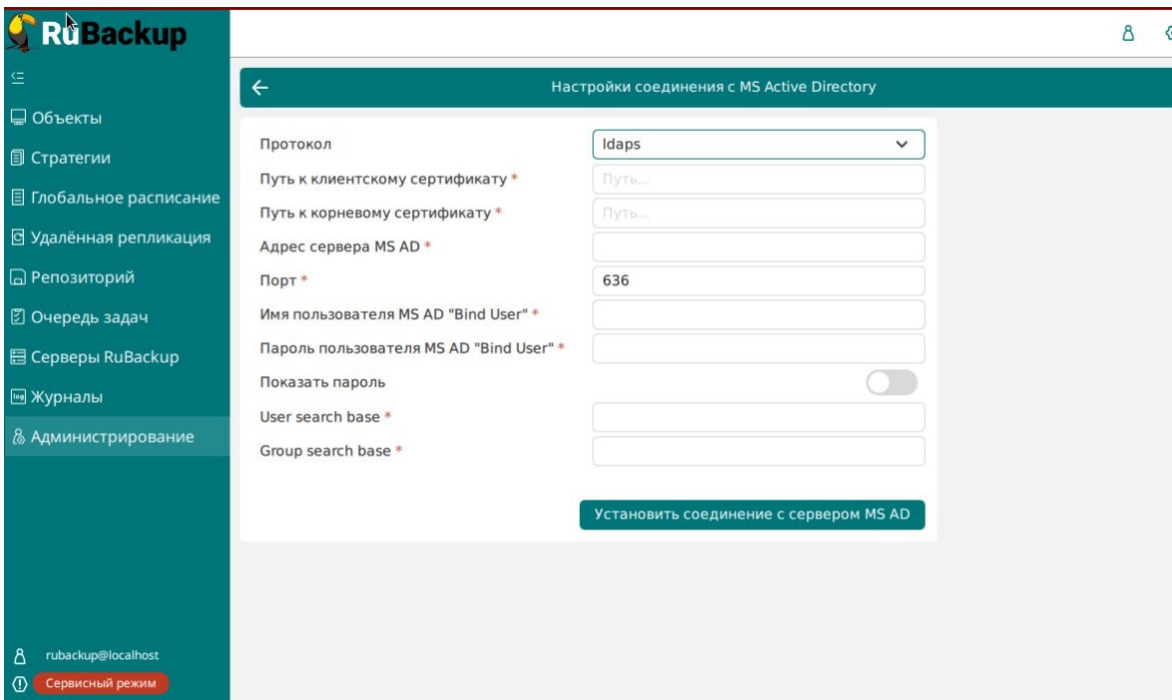 RuBackup
Настройки соединения с MS Active Directory
Объекты
Стратегии
Глобальное расписание
Удалённая репликация
Репозиторий
Очередь задач
Серверы RuBackup
log Журналы
Администрирование
Протокол
ldaps
Путь к клиентскому сертификату *
Путь...
Путь к корневому сертификату *
Путь...
Адрес сервера MS AD *
Порт *
636
Имя пользователя MS AD "Bind User" *
Пароль пользователя MS AD "Bind User" *
Показать пароль
User search base *
Group search base *
Установить соединение с сервером MS AD
rubackup@localhost
Сервисный режим